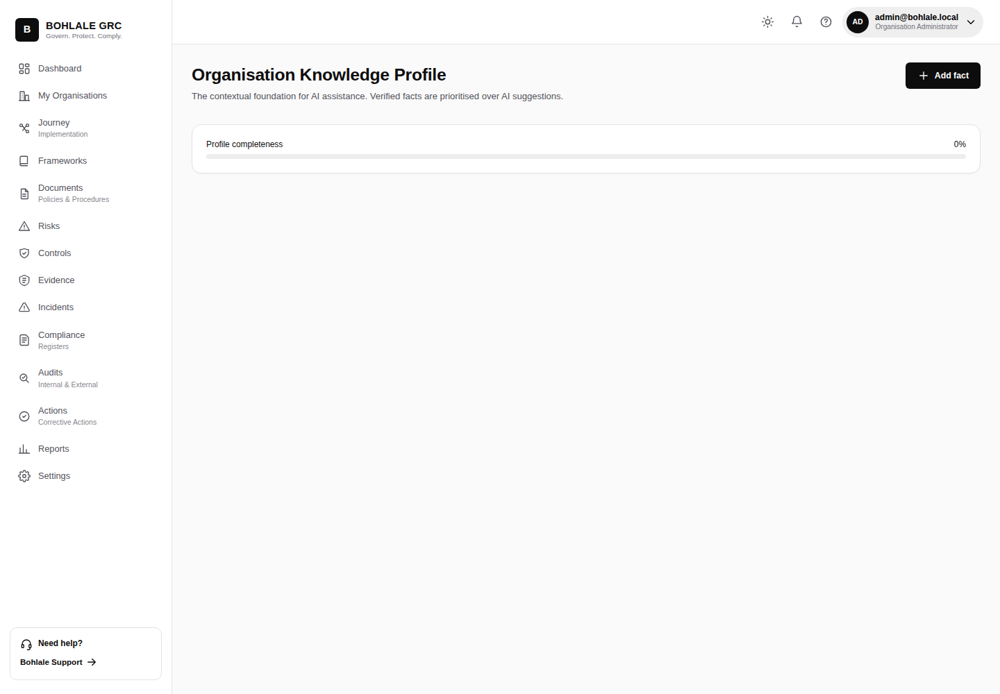 B
BOHLALE GRC
Govern. Protect. Comply.
Dashboard
My Organisations
Journey
Implementation
Frameworks
Documents
Policies & Procedures
Risks
Controls
Evidence
Incidents
Compliance
Registers
Audits
Internal & External
Actions
Corrective Actions
Reports
Settings
Need help?
Bohlale Support
AD
admin@bohlale.local
Organisation Administrator
Organisation Knowledge Profile
The contextual foundation for AI assistance. Verified facts are prioritised over AI suggestions.
Add fact
Profile completeness
0%